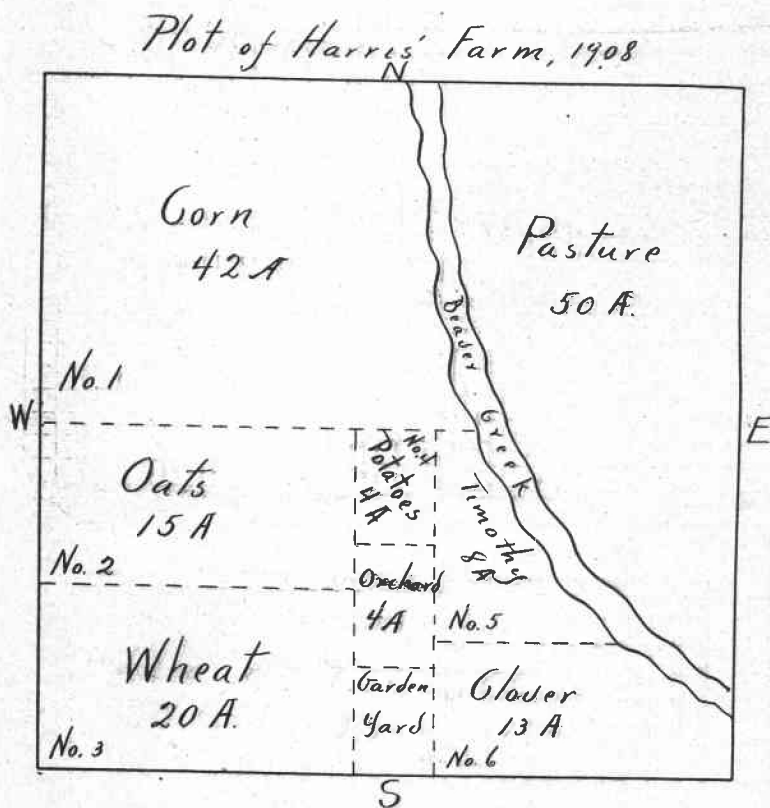 Plot of Harris' Farm, 1908
N
Corn
42 A
Pasture
50 A.
Beaver Creek
No. 1
W
E
Oats
15 A
No. 2
No. 4
Potatoes
4 A
Timothy
8 A
Orchard
4 A
No. 5
Wheat
20 A.
No. 3
Garden
Yard
Clover
13 A
No. 6
S